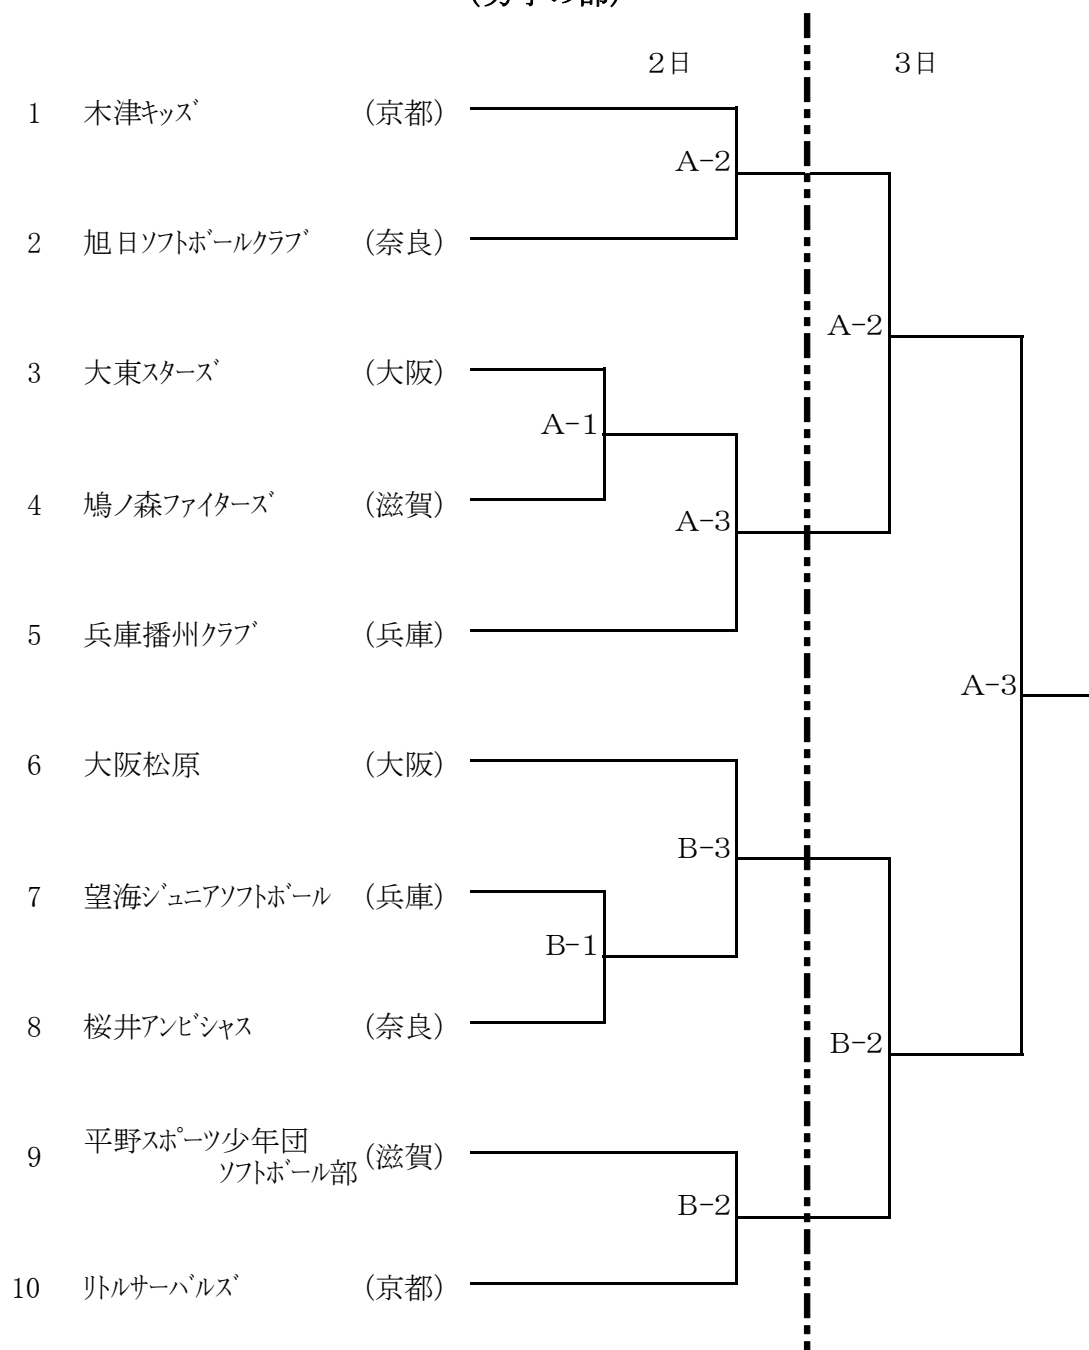 (男子の部)
2日 3日
1 木津キッズ (京都)
A-2
2 旭日ソフトボールクラブ (奈良)
A-2
3 大東スターズ (大阪)
A-1
4 鳩ノ森ファイターズ (滋賀)
A-3
5 兵庫播州クラブ (兵庫)
A-3
6 大阪松原 (大阪)
B-3
7 望海ジュニアソフトボール (兵庫)
B-1
8 桜井アンビシャス (奈良)
B-2
9 平野スポーツ少年団
ソフトボール部 (滋賀)
B-2
10 リトルサーバルズ (京都)